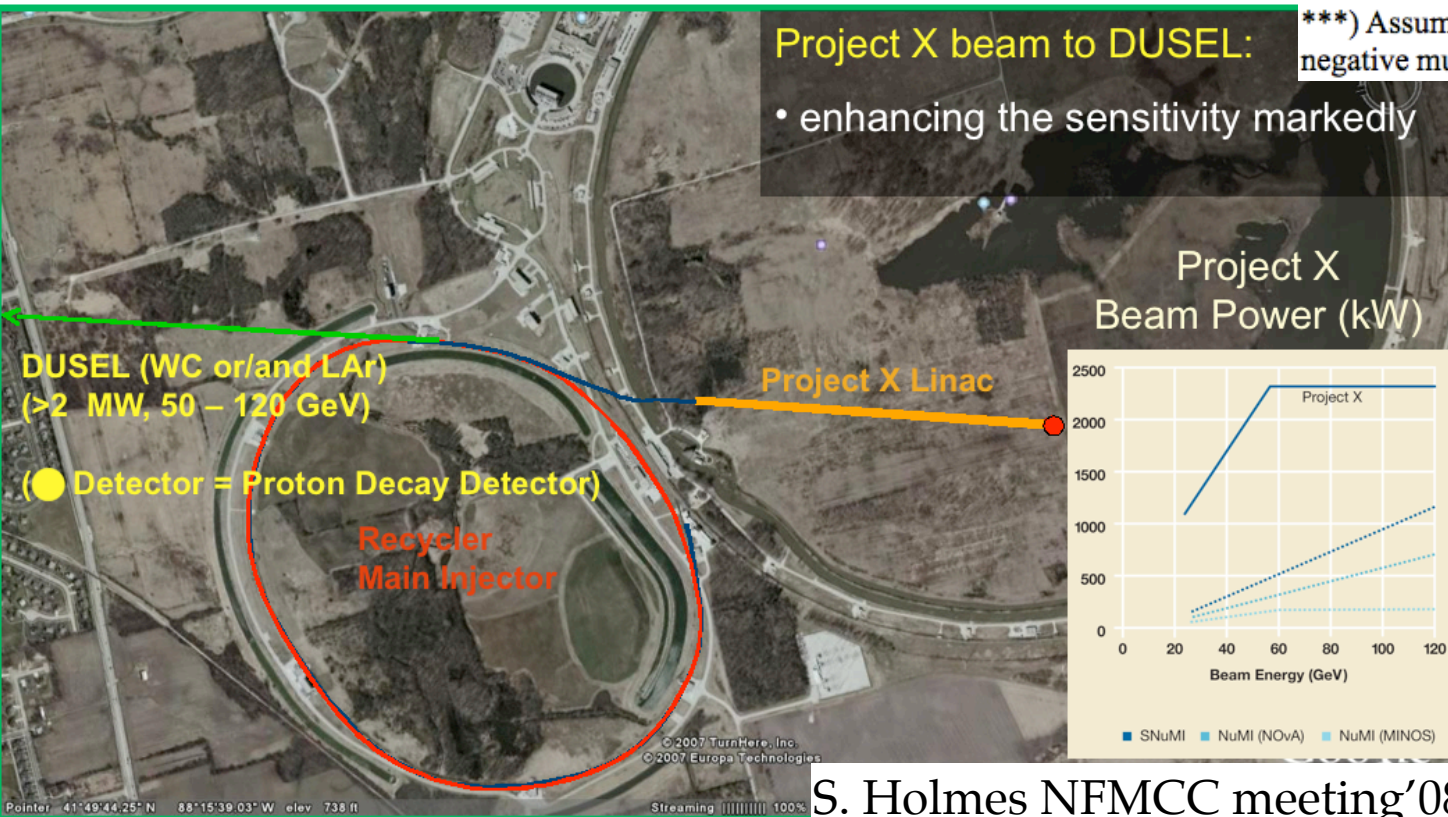 ***) Assum
negative mu
Project X beam to DUSEL:
• enhancing the sensitivity markedly
Project X
Beam Power (kW)
DUSEL (WC or/and LAr)
(>2 MW, 50 – 120 GeV)
( Detector = Proton Decay Detector)
Recycler
Main Injector
Project X Linac
2500
2000
1500
1000
500
0
Project X
0 20 40 60 80 100 120
Beam Energy (GeV)
SNuMI NuMI (NOvA) NuMI (MINOS)
© 2007 TurnHere, Inc.
© 2007 Europa Technologies
Pointer 41°49'44.25" N 88°15'39.03" W elev 738 ft
Streaming |||||||||| 100%
S. Holmes NFMCC meeting'08